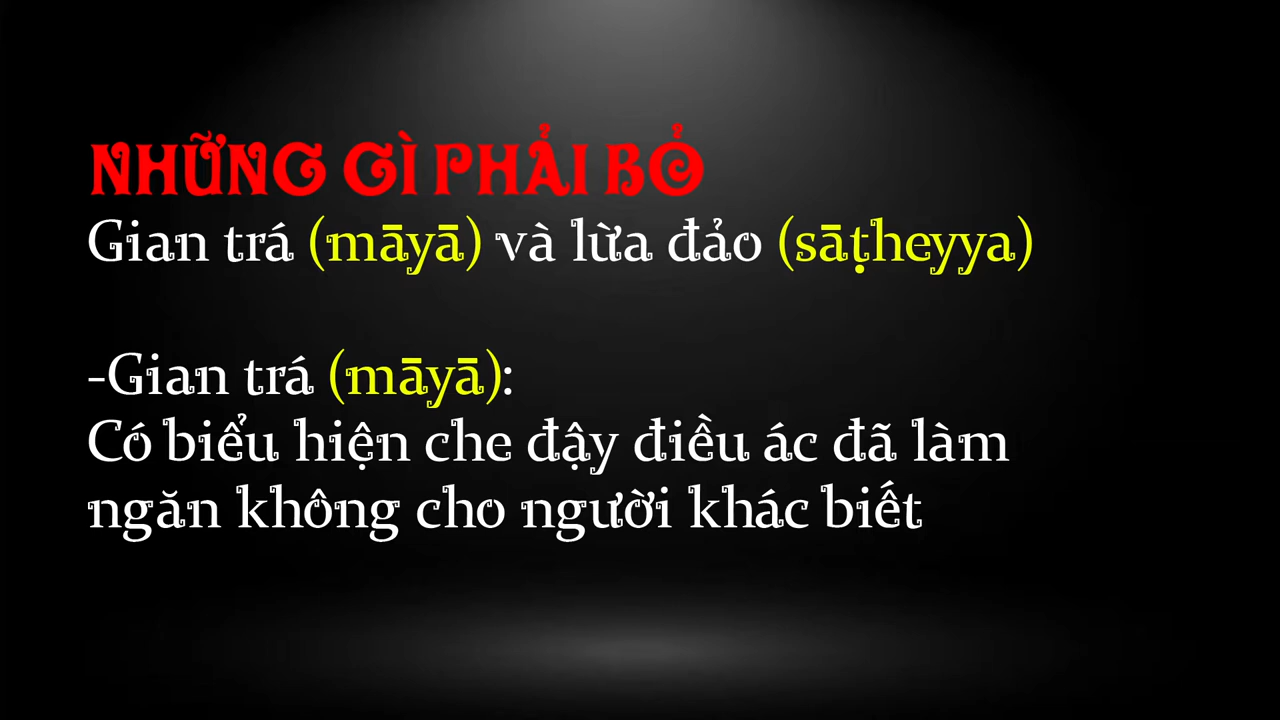 NHỮNG GÌ PHẢI BỎ
Gian trá (māyā) và lừa đảo (sāṭheyya)
-Gian trá (māyā):
Có biểu hiện che đậy điều ác đã làm
ngăn không cho người khác biết